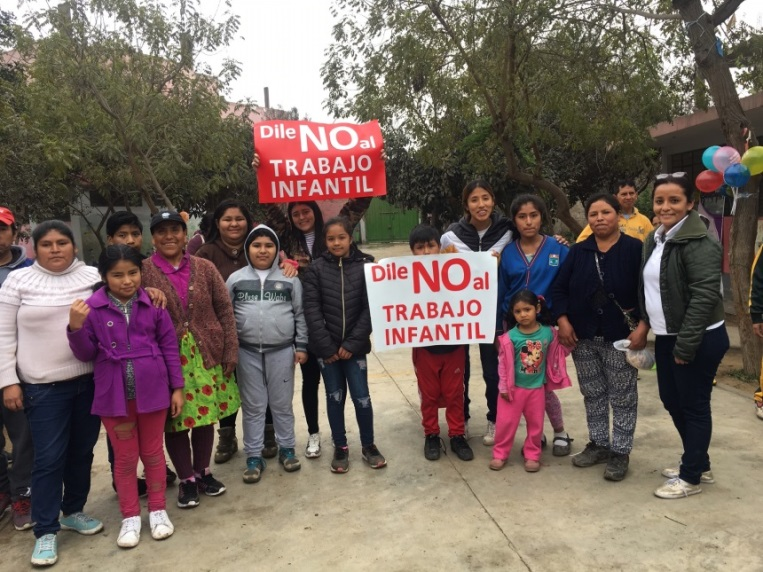 Dile NO al
TRABAJO
INFANTIL
Dile NO al
TRABAJO
INFANTIL